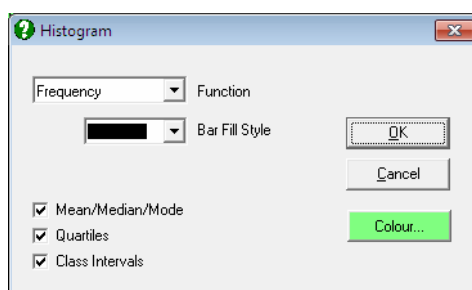 Histogram
Frequency Function
Bar Fill Style
OK
Cancel
Mean/Median/Mode
Colour...
Quartiles
Class Intervals